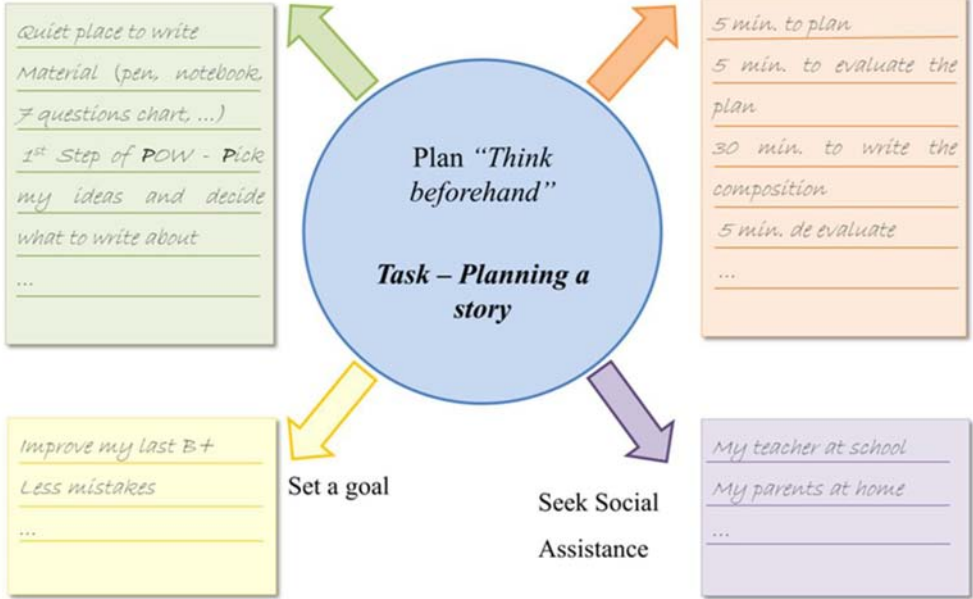 Quiet place to write
Material (pen, notebook,
7 questions chart, ...)
1st Step of POW - Pick
my ideas and decide
what to write about
...
5 min. to plan
5 min. to evaluate the
plan
30 min. to write the
composition
5 min. de evaluate
...
Plan “Think
beforehand”
Task – Planning a
story
Improve my last B+
Less mistakes
...
Set a goal
Seek Social
Assistance
My teacher at school
My parents at home
...